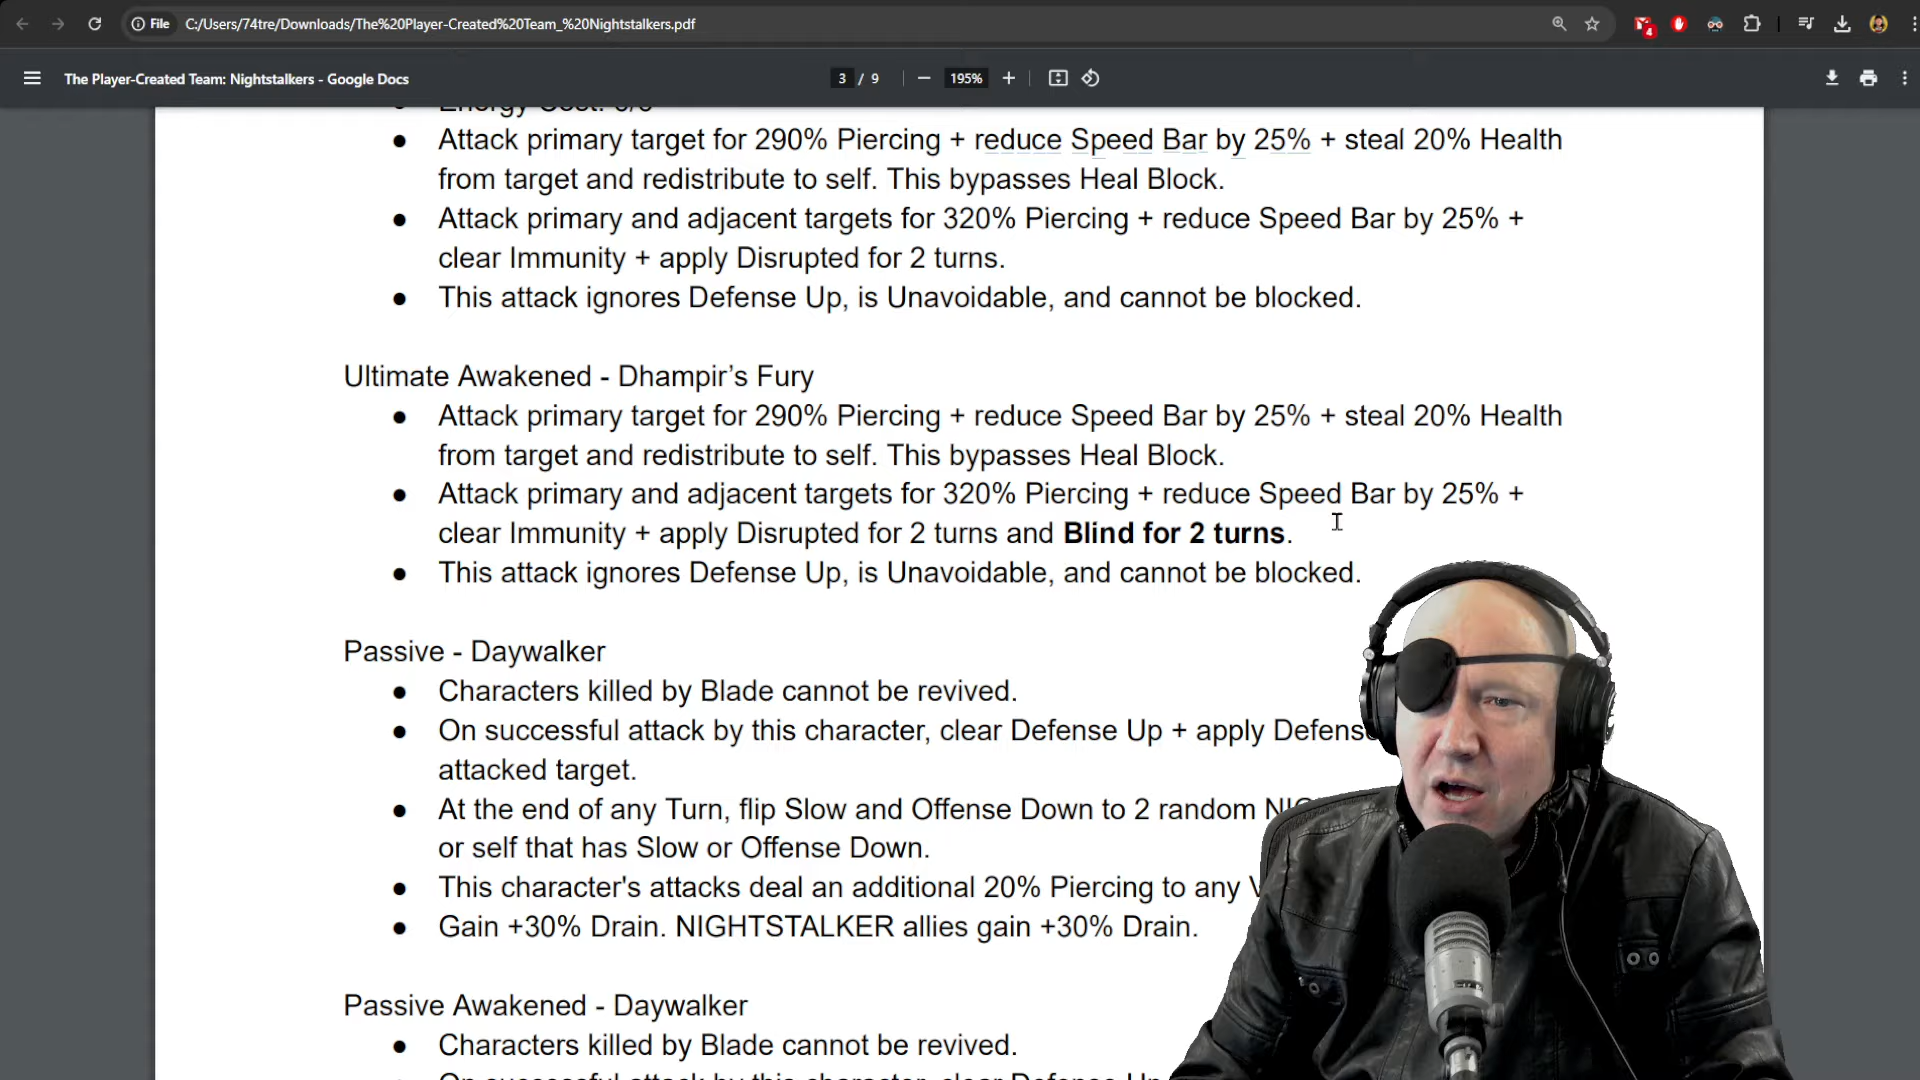 File C:/Users/74tre/Downloads/The%20Player-Created%20Team_%20Nightstalkers.pdf
4
The Player-Created Team: Nightstalkers - Google Docs
3 / 9
195%
● Attack primary target for 290% Piercing + reduce Speed Bar by 25% + steal 20% Health
from target and redistribute to self. This bypasses Heal Block.
● Attack primary and adjacent targets for 320% Piercing + reduce Speed Bar by 25% +
clear Immunity + apply Disrupted for 2 turns.
● This attack ignores Defense Up, is Unavoidable, and cannot be blocked.
Ultimate Awakened - Dhampir’s Fury
● Attack primary target for 290% Piercing + reduce Speed Bar by 25% + steal 20% Health
from target and redistribute to self. This bypasses Heal Block.
● Attack primary and adjacent targets for 320% Piercing + reduce Speed Bar by 25% +
clear Immunity + apply Disrupted for 2 turns and Blind for 2 turns.
● This attack ignores Defense Up, is Unavoidable, and cannot be blocked.
Passive - Daywalker
● Characters killed by Blade cannot be revived.
● On successful attack by this character, clear Defense Up + apply Defense
attacked target.
● At the end of any Turn, flip Slow and Offense Down to 2 random
or self that has Slow or Offense Down.
● This character's attacks deal an additional 20% Piercing to any
● Gain +30% Drain. NIGHTSTALKER allies gain +30% Drain.
Passive Awakened - Daywalker
● Characters killed by Blade cannot be revived.